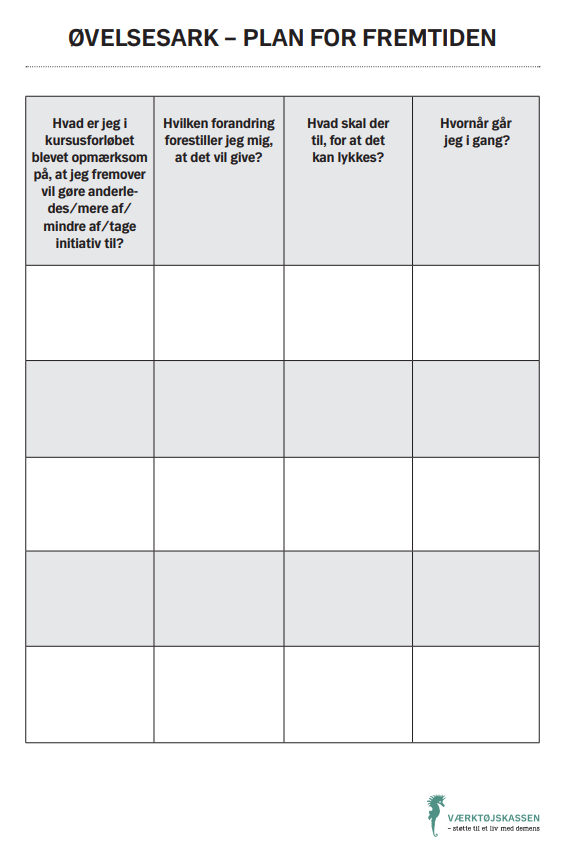 ØVELSESARK – PLAN FOR FREMTIDEN
Hvad er jeg i
kursusforløbet
blevet opmærksom
på, at jeg fremover
vil gøre anderle-
des/mere af/
mindre af/tage
initiativ til?
Hvilken forandring
forestiller jeg mig,
at det vil give?
Hvad skal der
til, for at det
kan lykkes?
Hvornår går
jeg i gang?
VÆRKTØJSKASSEN
– støtte til et liv med demens